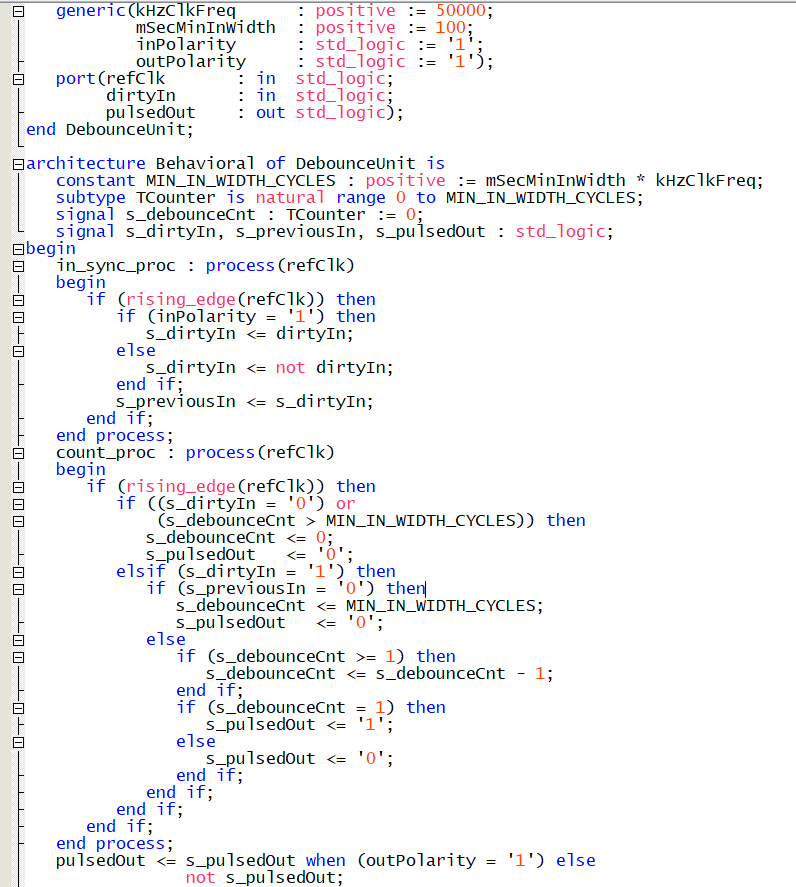 generic(kHzClkFreq      : positive := 50000;
        mSecMinInWidth  : positive := 100;
        inPolarity      : std_logic := '1';
        outPolarity     : std_logic := '1');
port(refClk       : in  std_logic;
     dirtyIn      : in  std_logic;
     pulsedOut    : out std_logic);
end DebounceUnit;
architecture Behavioral of DebounceUnit is
   constant MIN_IN_WIDTH_CYCLES : positive := mSecMinInWidth * kHzClkFreq;
   subtype TCounter is natural range 0 to MIN_IN_WIDTH_CYCLES;
   signal s_debounceCnt : TCounter := 0;
   signal s_dirtyIn, s_previousIn, s_pulsedOut : std_logic;
begin
   in_sync_proc : process(refClk)
   begin
      if (rising_edge(refClk)) then
         if (inPolarity = '1') then
            s_dirtyIn <= dirtyIn;
         else
            s_dirtyIn <= not dirtyIn;
         end if;
         s_previousIn <= s_dirtyIn;
      end if;
   end process;
   count_proc : process(refClk)
   begin
      if (rising_edge(refClk)) then
         if ((s_dirtyIn = '0') or
             (s_debounceCnt > MIN_IN_WIDTH_CYCLES)) then
            s_debounceCnt <= 0;
            s_pulsedOut   <= '0';
         elsif (s_dirtyIn = '1') then
            if (s_previousIn = '0') then
               s_debounceCnt <= MIN_IN_WIDTH_CYCLES;
               s_pulsedOut   <= '0';
            else
               if (s_debounceCnt >= 1) then
                  s_debounceCnt <= s_debounceCnt - 1;
               end if;
               if (s_debounceCnt = 1) then
                  s_pulsedOut <= '1';
               else
                  s_pulsedOut <= '0';
               end if;
            end if;
         end if;
      end if;
   end process;
   pulsedOut <= s_pulsedOut when (outPolarity = '1') else
                not s_pulsedOut;